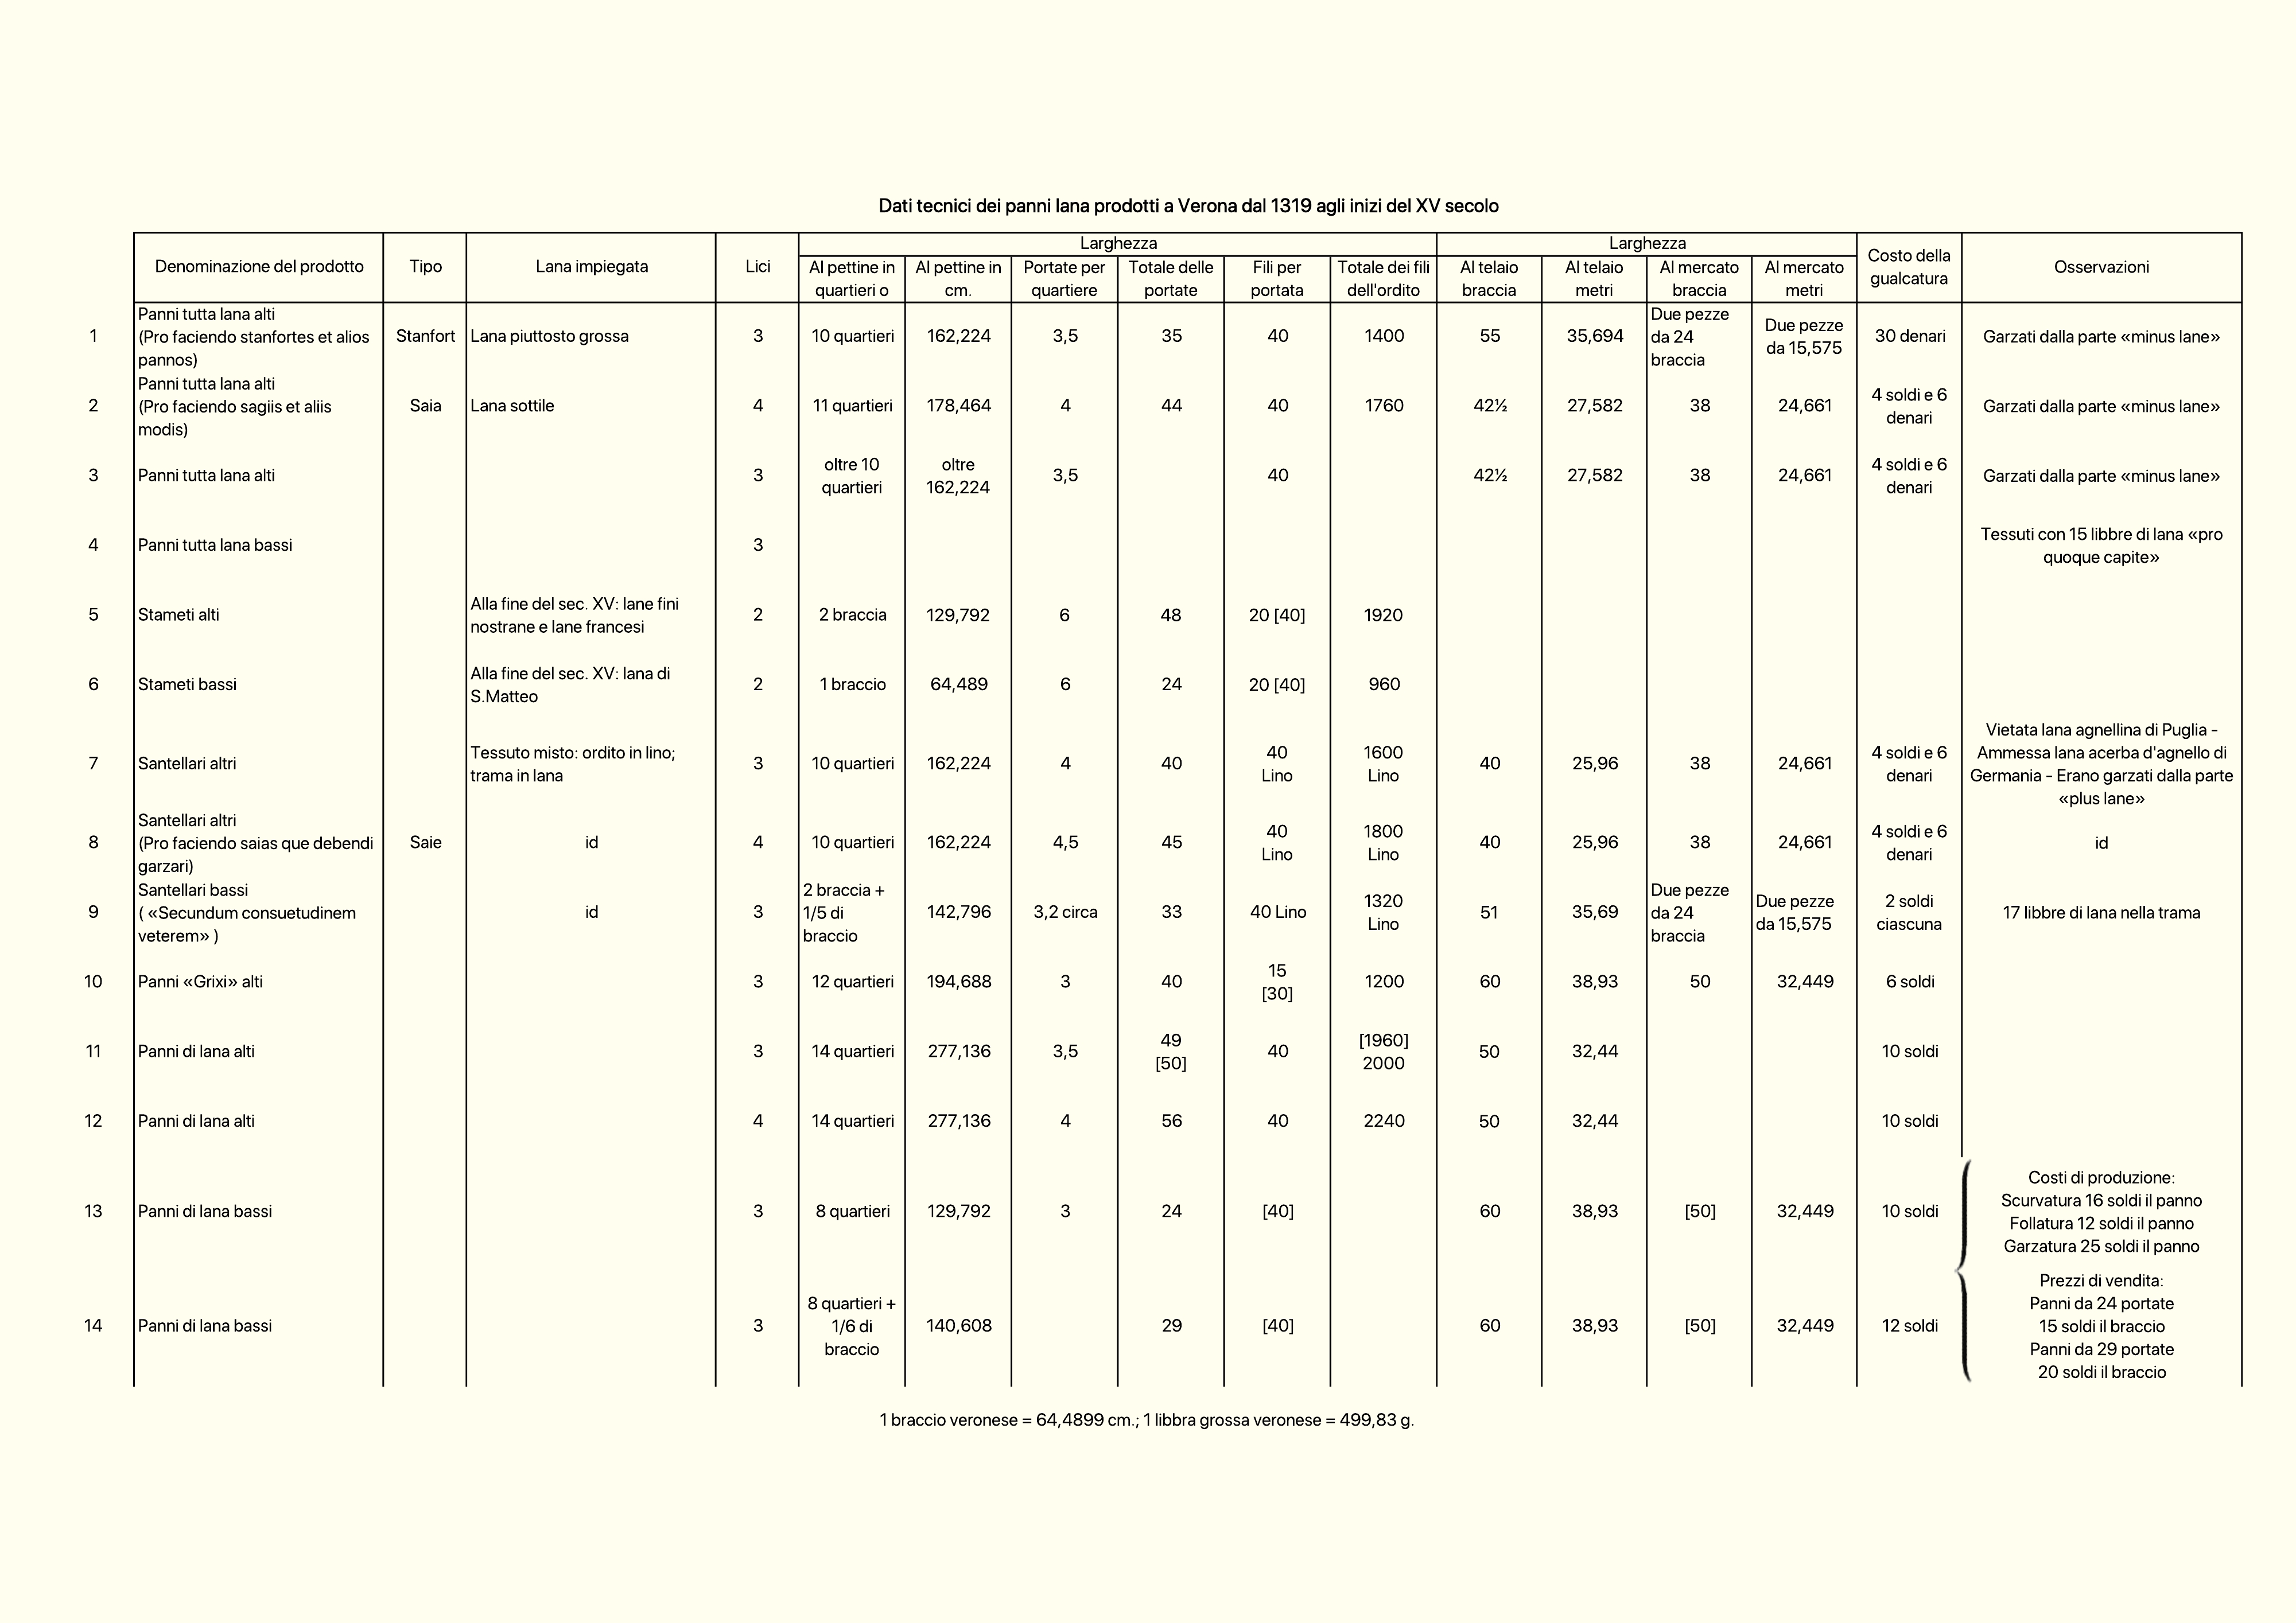 Dati tecnici dei panni lana prodotti a Verona dal 1319 agli inizi del XV secolo
Denominazione del prodotto
Tipo
Lana impiegata
Lici
Larghezza
Al pettine in
quartieri o
Al pettine in
cm.
Portate per
quartiere
Totale delle
portate
Fili per
portata
Totale dei fili
dell'ordito
Larghezza
Al telaio
braccia
Al telaio
metri
Al mercato
braccia
Al mercato
metri
Costo della
gualcatura
Osservazioni
1
Panni tutta lana alti
(Pro faciendo stanfortes et alios
pannos)
Stanfort
Lana piuttosto grossa
3
10 quartieri
162,224
3,5
35
40
1400
55
35,694
Due pezze
da 24
braccia
Due pezze
da 15,575
30 denari
Garzati dalla parte «minus lane»
2
Panni tutta lana alti
(Pro faciendo sagiis et aliis
modis)
Saia
Lana sottile
4
11 quartieri
178,464
4
44
40
1760
42½
27,582
38
24,661
4 soldi e 6
denari
Garzati dalla parte «minus lane»
3
Panni tutta lana alti
3
oltre 10
quartieri
oltre
162,224
3,5
40
42½
27,582
38
24,661
4 soldi e 6
denari
Garzati dalla parte «minus lane»
4
Panni tutta lana bassi
3
Tessuti con 15 libbre di lana «pro
quoque capite»
5
Stameti alti
Alla fine del sec. XV: lane fini
nostrane e lane francesi
2
2 braccia
129,792
6
48
20 [40]
1920
6
Stameti bassi
Alla fine del sec. XV: lana di
S.Matteo
2
1 braccio
64,489
6
24
20 [40]
960
7
Santellari altri
Tessuto misto: ordito in lino;
trama in lana
3
10 quartieri
162,224
4
40
40
Lino
1600
Lino
40
25,96
38
24,661
4 soldi e 6
denari
Vietata lana agnellina di Puglia -
Ammessa lana acerba d'agnello di
Germania - Erano garzati dalla parte
«plus lane»
8
Santellari altri
(Pro faciendo saias que debendi
garzari)
Saie
id
4
10 quartieri
162,224
4,5
45
40
Lino
1800
Lino
40
25,96
38
24,661
4 soldi e 6
denari
id
9
Santellari bassi
( «Secundum consuetudinem
veterem» )
id
3
2 braccia +
1/5 di
braccio
142,796
3,2 circa
33
40 Lino
1320
Lino
51
35,69
Due pezze
da 24
braccia
Due pezze
da 15,575
2 soldi
ciascuna
17 libbre di lana nella trama
10
Panni «Grixi» alti
3
12 quartieri
194,688
3
40
15
[30]
1200
60
38,93
50
32,449
6 soldi
11
Panni di lana alti
3
14 quartieri
277,136
3,5
49
[50]
40
[1960]
2000
50
32,44
10 soldi
12
Panni di lana alti
4
14 quartieri
277,136
4
56
40
2240
50
32,44
10 soldi
13
Panni di lana bassi
3
8 quartieri
129,792
3
24
[40]
60
38,93
[50]
32,449
10 soldi
Costi di produzione:
Scurvatura 16 soldi il panno
Follatura 12 soldi il panno
Garzatura 25 soldi il panno
14
Panni di lana bassi
3
8 quartieri +
1/6 di
braccio
140,608
29
[40]
60
38,93
[50]
32,449
12 soldi
Prezzi di vendita:
Panni da 24 portate
15 soldi il braccio
Panni da 29 portate
20 soldi il braccio
1 braccio veronese = 64,4899 cm.; 1 libbra grossa veronese = 499,83 g.